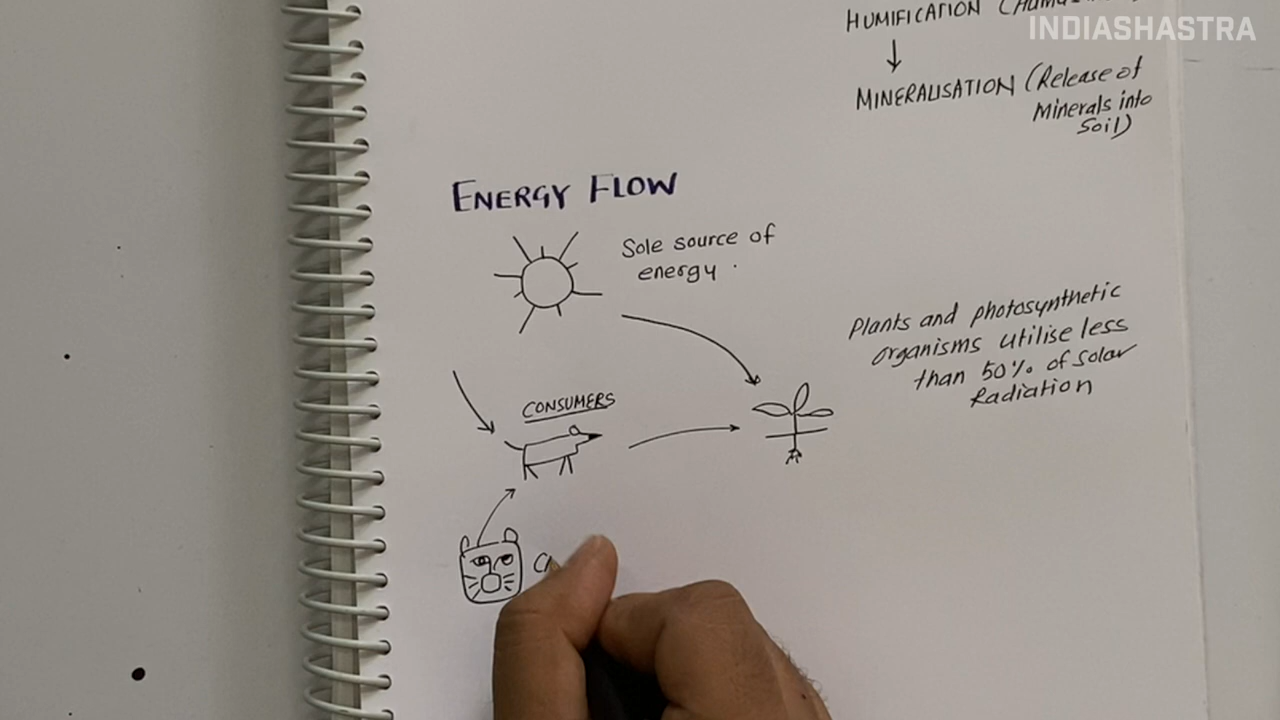 HUMIFICATION
INDIASHASTRA
MINERALISATION (Release of
Minerals into
Soil)
ENERGY FLOW
Sole source of
energy.
Plants and photosynthetic
organisms utilise less
than 50% of solar
Radiation
CONSUMERS